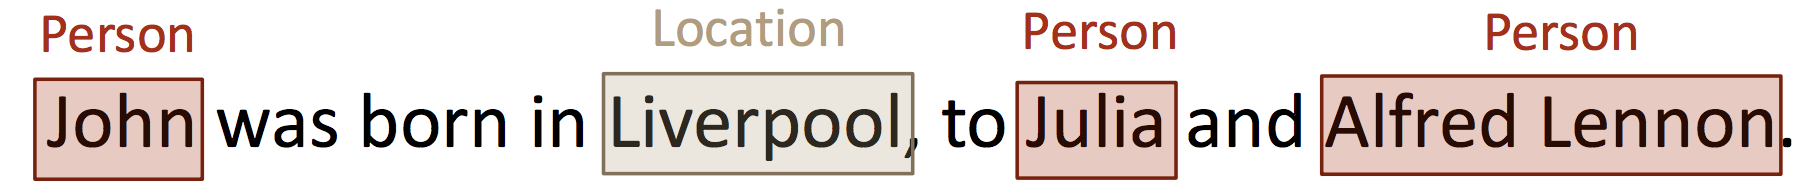 Person Location Person Person
John was born in Liverpool, to Julia and Alfred Lennon.